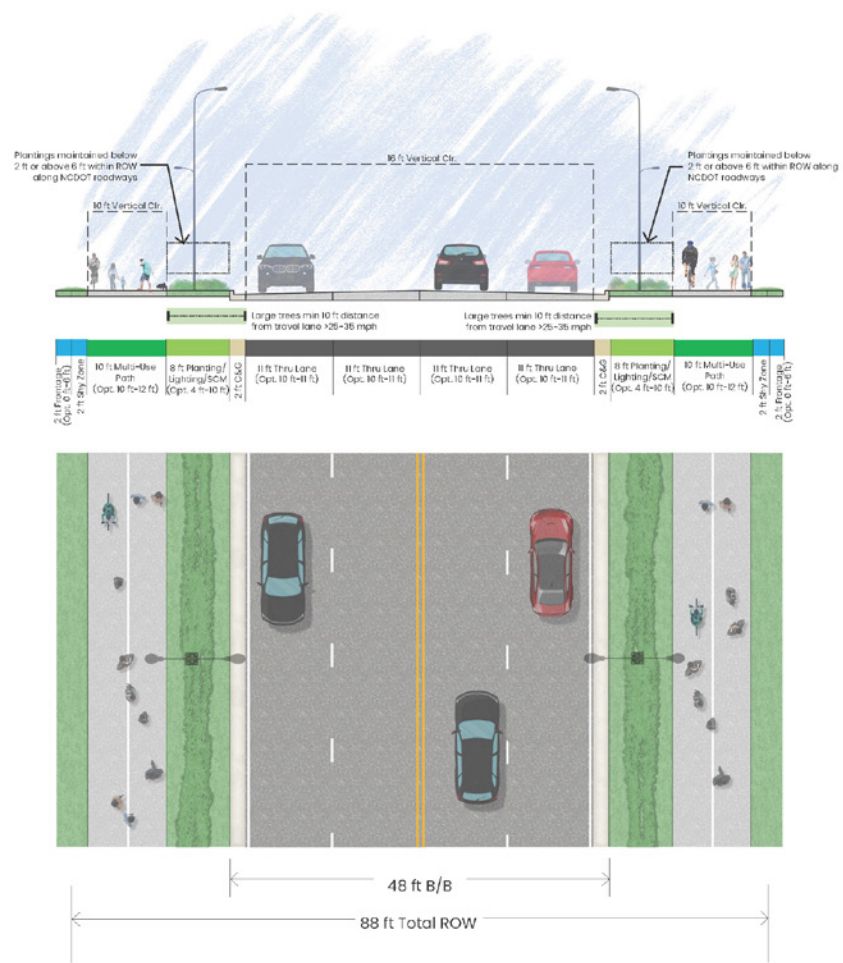 Plantings maintained below
2 ft or above 6 ft within ROW
along NCDOT roadways
16 ft Vertical Clr.
Plantings maintained below
2 ft or above 6 ft within ROW
along NCDOT roadways
10 ft Vertical Clr.
10 ft Vertical Clr.
Large trees min 10 ft distance
from travel lane >25-35 mph
Large trees min 10 ft distance
from travel lane >25-35 mph
2 ft Frontage
(Opt. 0 ft-6 ft)
2 ft Shy Zone
10 ft Multi-Use
Path
(Opt. 10 ft-12 ft)
8 ft Planting/
Lighting/SCM
(Opt. 4 ft-10 ft)
2 ft C&G
11 ft Thru Lane
(Opt. 10 ft-11 ft)
11 ft Thru Lane
(Opt. 10 ft-11 ft)
11 ft Thru Lane
(Opt. 10 ft-11 ft)
11 ft Thru Lane
(Opt. 10 ft-11 ft)
2 ft C&G
8 ft Planting/
Lighting/SCM
(Opt. 4 ft-10 ft)
10 ft Multi-Use
Path
(Opt. 10 ft-12 ft)
2 ft Shy Zone
2 ft Frontage
(Opt. 0 ft-6 ft)
48 ft B/B
88 ft Total ROW